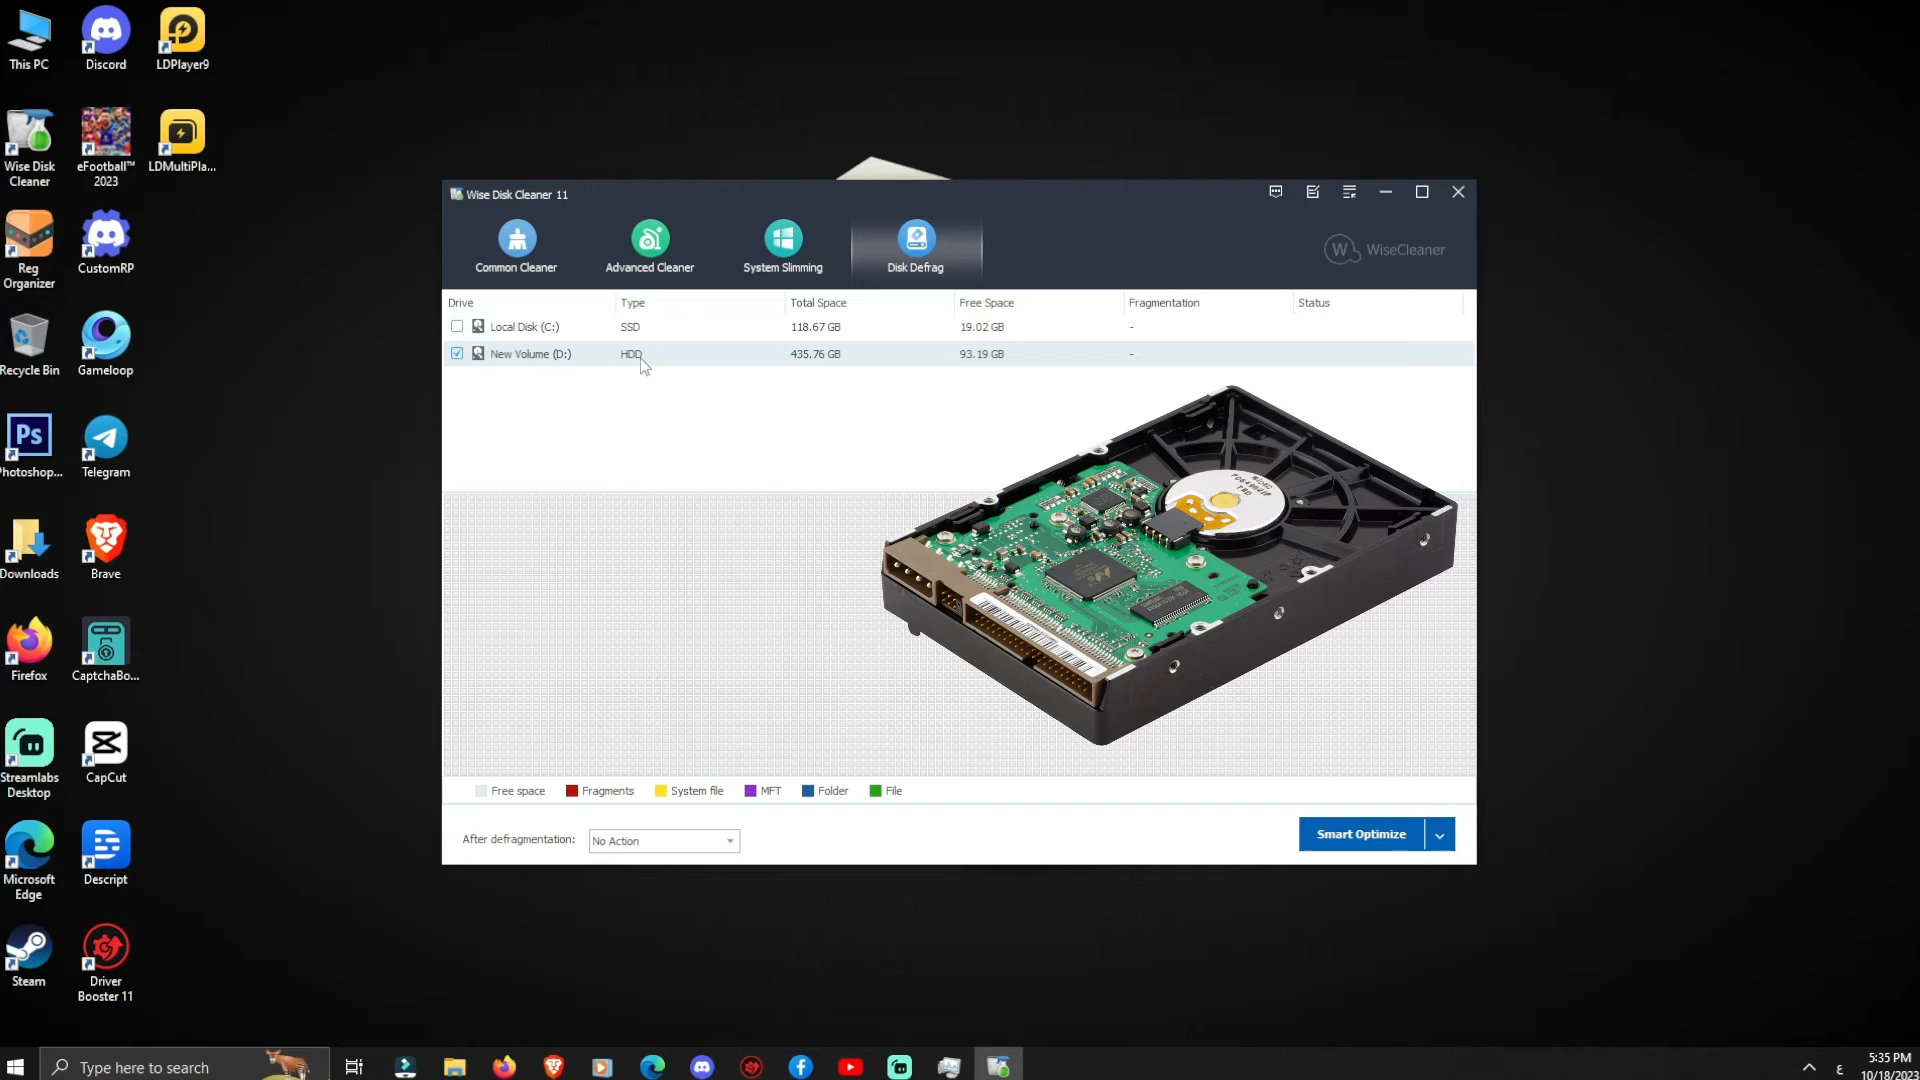 This PC
Discord
LDPlayer9
Wise Disk
Cleaner
eFootball™
2023
LDMultiPla...
Reg
Organizer
CustomRP
Recycle Bin
Gameloop
Ps
Photoshop...
Telegram
Downloads
Brave
Firefox
CaptchaBo...
Streamlabs
Desktop
CapCut
Microsoft
Edge
Descript
Steam
Driver
Booster 11
Wise Disk Cleaner 11
Common Cleaner
Advanced Cleaner
System Slimming
Disk Defrag
W WiseCleaner
Drive Type Total Space Free Space Fragmentation Status
Local Disk (C:) SSD 118.67 GB 19.02 GB -
New Volume (D:) HDD 435.76 GB 93.19 GB -
Free space Fragments System file MFT Folder File
After defragmentation: No Action
Smart Optimize
Type here to search
ع
5:35 PM
10/18/2023